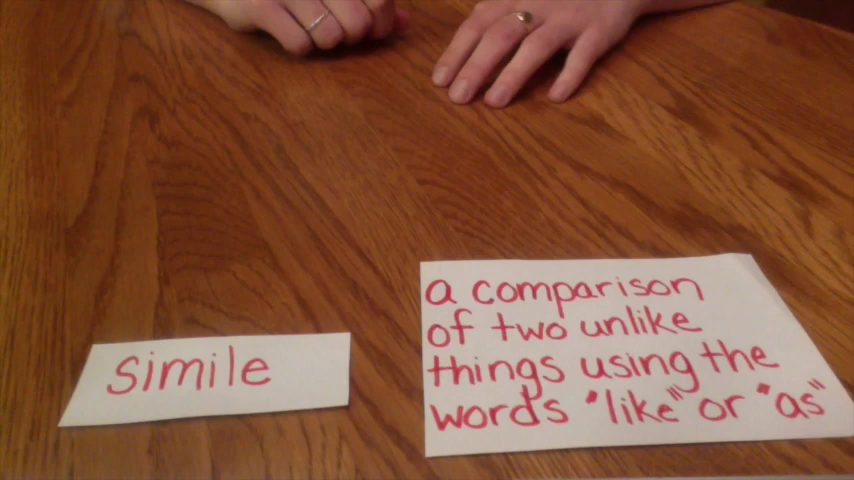 simile
a comparison
of two unlike
things using the
words "like" or "as"